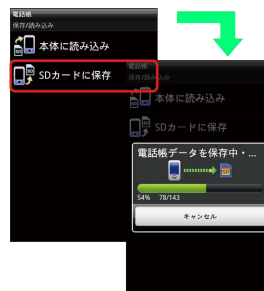 電話帳
保存/読み込み
本体に読み込み
SDカードに保存
電話帳
保存/読み込み
本体に読み込み
SDカードに保存
電話帳データを保存中・...
54% 78/143
キャンセル